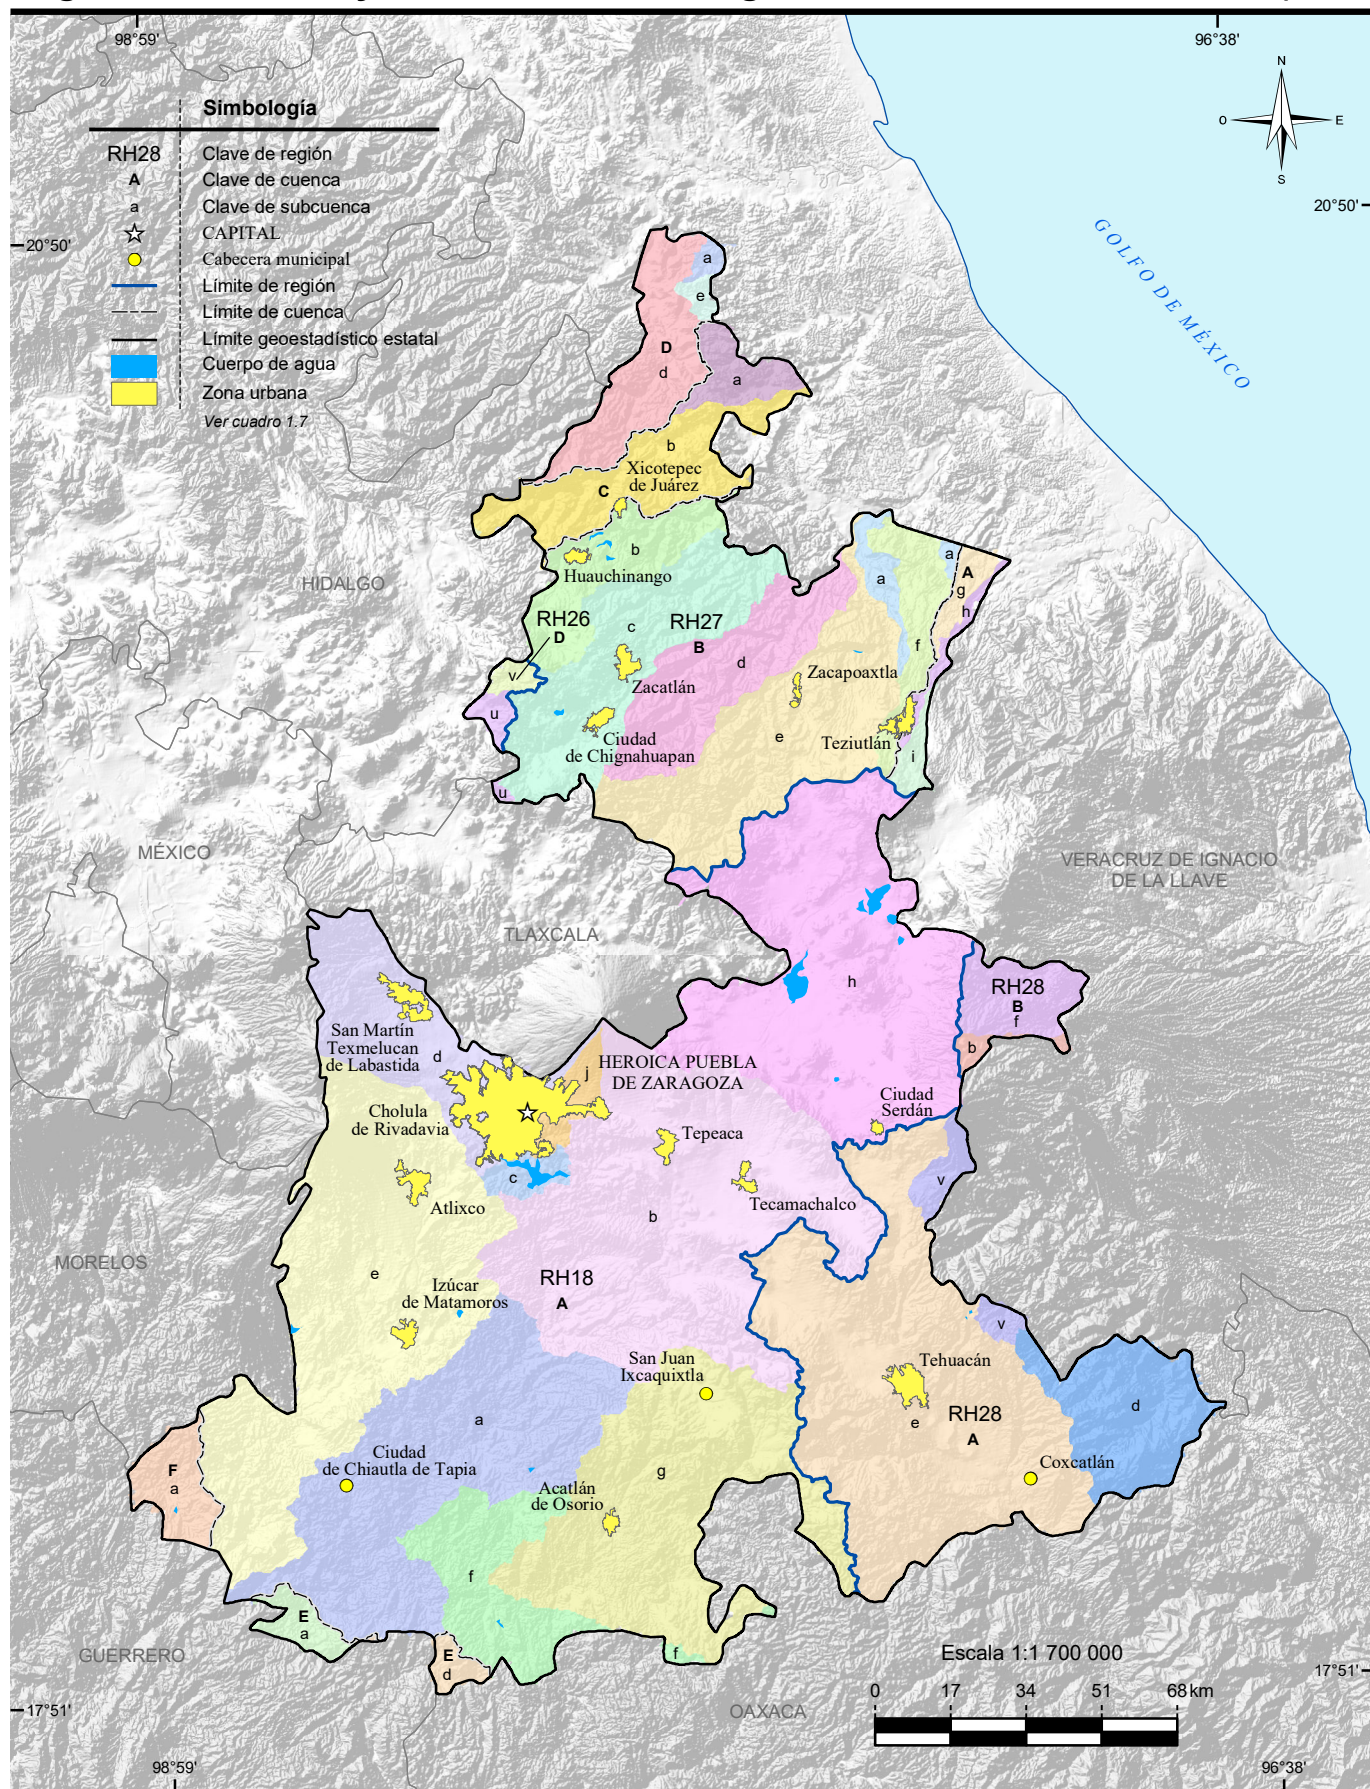 98°59'
96°38'
N
O
E
S
Simbología
RH28
Clave de región
A
Clave de cuenca
a
Clave de subcuenca
CAPITAL
Cabecera municipal
Límite de región
Límite de cuenca
Límite geoestadístico estatal
Cuerpo de agua
Zona urbana
Ver cuadro 1.7
20°50'
20°50'
GOLFO DE MÉXICO
a
e
D
d
a
b
Xicotepec
de Juárez
C
b
Huauchinango
HIDALGO
a
a
A
g
h
RH26
D
c
RH27
B
d
f
v
Zacatlán
Zacapoaxtla
u
Ciudad
de Chignahuapan
e
Teziutlán
i
u
MÉXICO
VERACRUZ DE IGNACIO
DE LA LLAVE
TLAXCALA
h
RH28
B
f
b
San Martín
Texmelucan
de Labastida
d
j
HEROICA PUEBLA
DE ZARAGOZA
Cholula
de Rivadavia
Ciudad
Serdán
Tepeaca
c
v
Atlixco
Tecamachalco
b
MORELOS
e
Izúcar
de Matamoros
RH18
A
v
San Juan
Ixcaquixtla
Tehuacán
a
e
RH28
A
d
Ciudad
de Chiautla de Tapia
F
a
g
Coxcatlán
Acatlán
de Osorio
f
E
a
E
d
f
GUERRERO
OAXACA
Escala 1:1 700 000
0 17 34 51 68 km
17°51'
17°51'
98°59'
96°38'